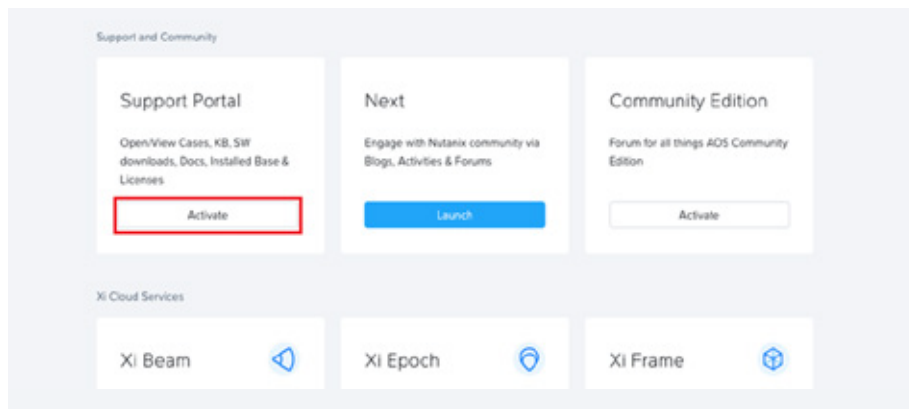 Support and Community
Support Portal
Open/View Cases, KB, SW
downloads, Docs, Installed Base &
Licenses
Activate
Next
Engage with Nutanix community via
Blogs, Activities & Forums
Launch
Community Edition
Forum for all things AOS Community
Edition
Activate
Xi Cloud Services
Xi Beam
Xi Epoch
Xi Frame